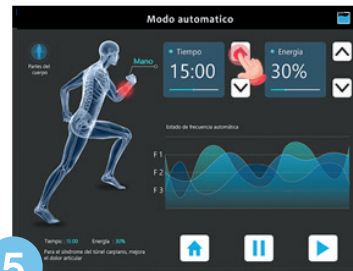 Modo automatico
Partes del
cuerpo
Mano
Tiempo
15:00
Energía
30%
Estado de frecuencia automática
F 1
F 2
F 3
Tiempo : 15:00 Energía : 30%
Para el síndrome del túnel carpiano, mejora
el dolor articular
5